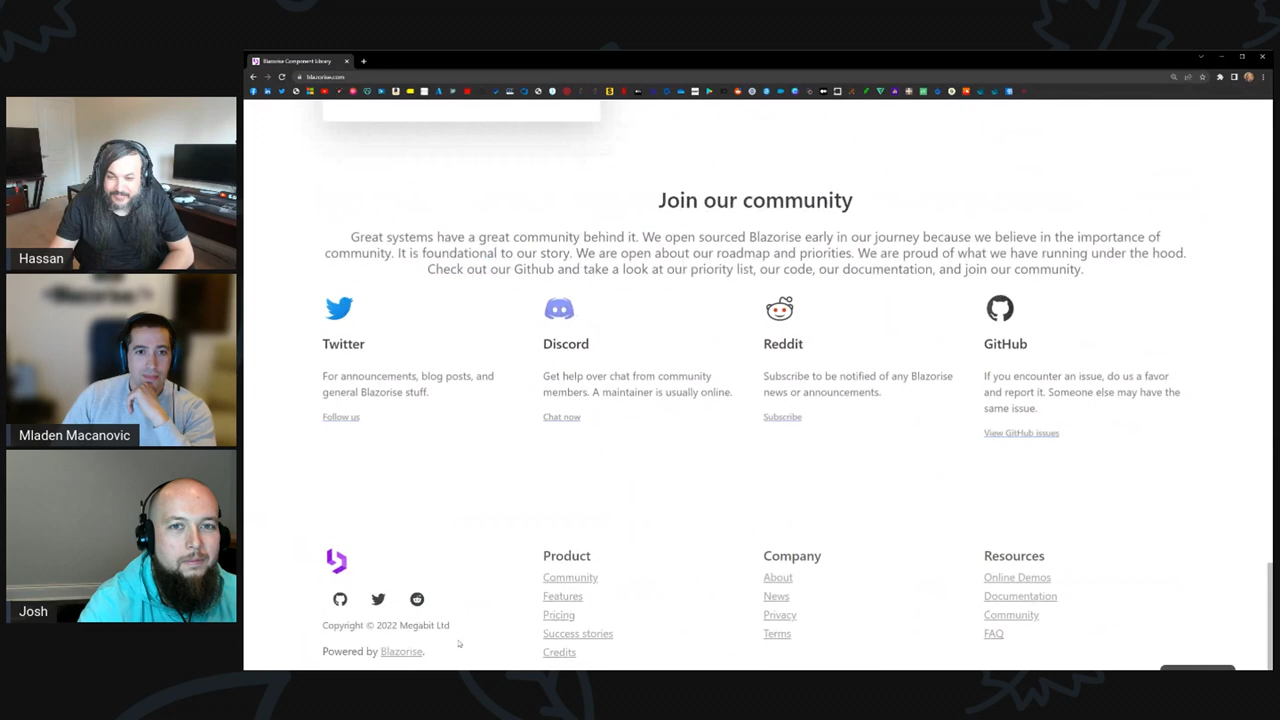 Blazorise Component Library
blazorise.com
Hassan
Mladen Macanovic
Josh
Join our community
Great systems have a great community behind it. We open sourced Blazorise early in our journey because we believe in the importance of
community. It is foundational to our story. We are open about our roadmap and priorities. We are proud of what we have running under the hood.
Check out our Github and take a look at our priority list, our code, our documentation, and join our community.
Twitter
For announcements, blog posts, and
general Blazorise stuff.
Follow us
Discord
Get help over chat from community
members. A maintainer is usually online.
Chat now
Reddit
Subscribe to be notified of any Blazorise
news or announcements.
Subscribe
GitHub
If you encounter an issue, do us a favor
and report it. Someone else may have the
same issue.
View GitHub issues
Copyright © 2022 Megabit Ltd
Powered by Blazorise.
Product
Community
Features
Pricing
Success stories
Credits
Company
About
News
Privacy
Terms
Resources
Online Demos
Documentation
Community
FAQ